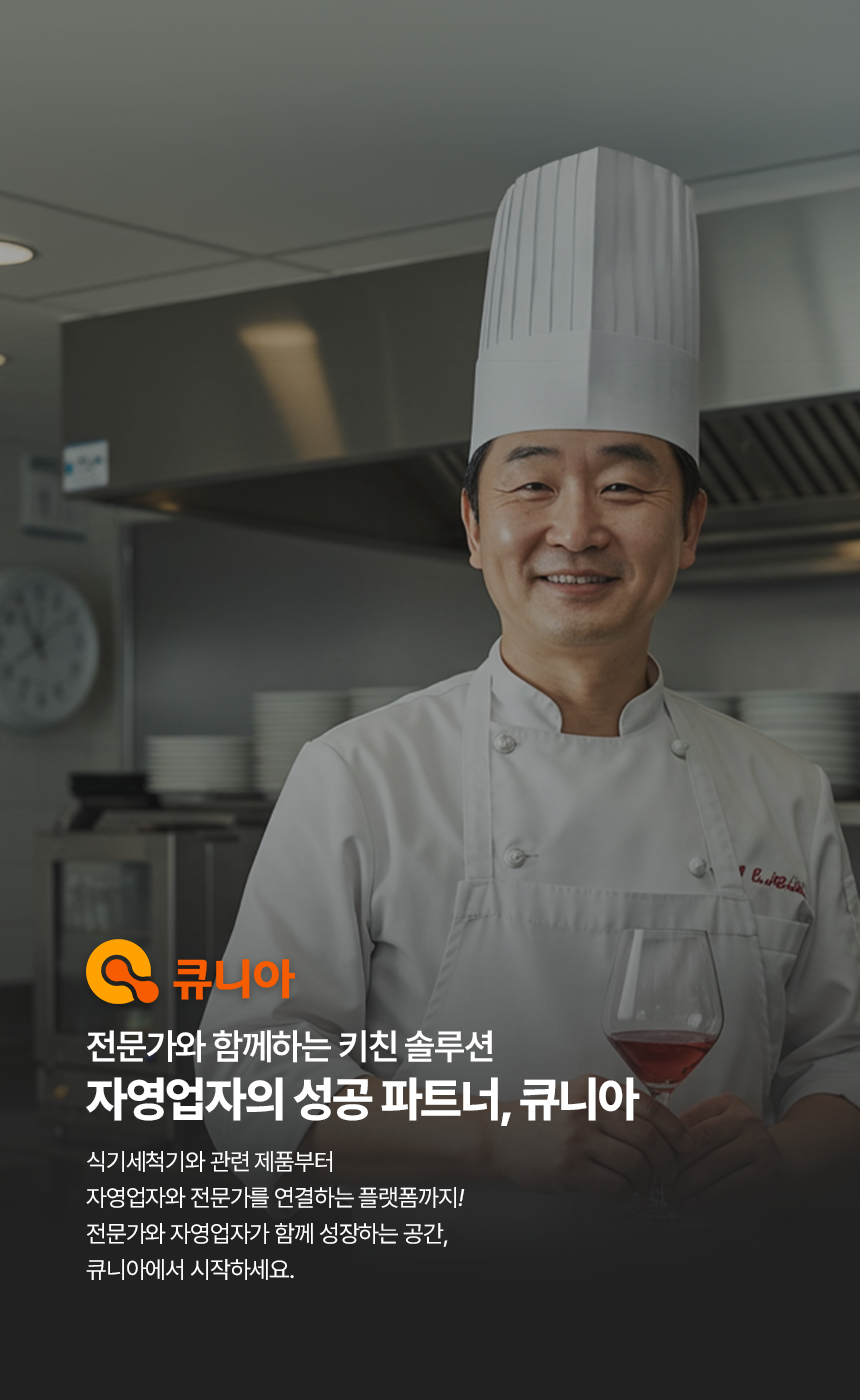 큐니아
전문가와 함께하는 키친 솔루션
자영업자의 성공 파트너, 큐니아
식기세척기와 관련 제품부터
자영업자와 전문가를 연결하는 플랫폼까지!
전문가와 자영업자가 함께 성장하는 공간,
큐니아에서 시작하세요.